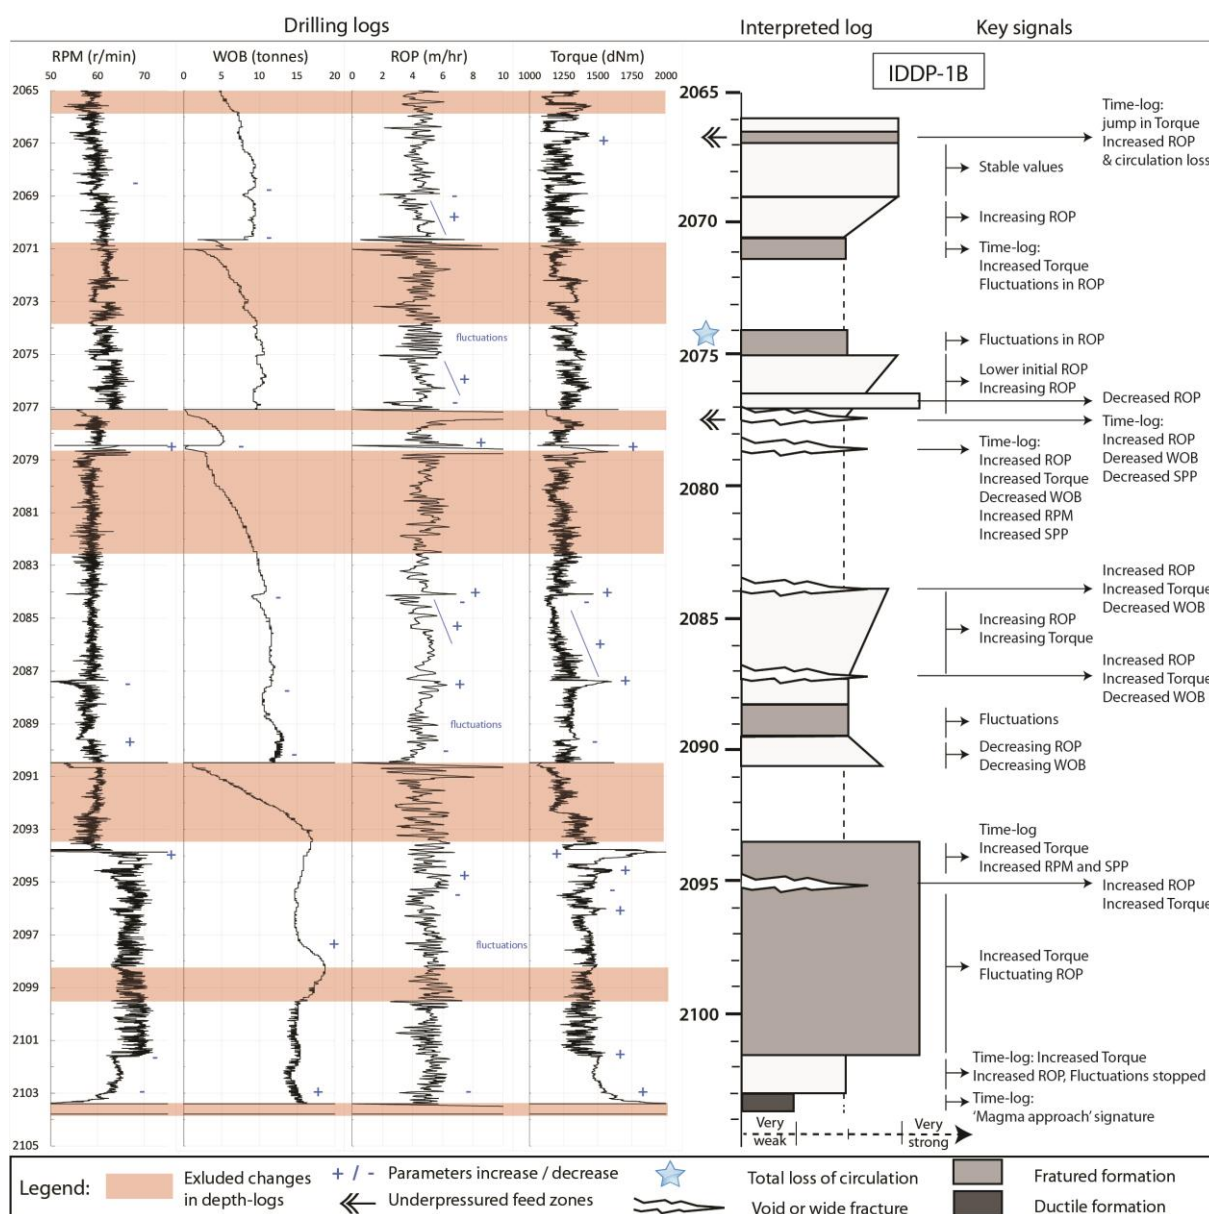 Drilling logs
Interpreted log
Key signals
RPM (r/min)
WOB (tonnes)
ROP (m/hr)
Torque (dNm)
50 60 70
0 10 20
0 2 4 6 8 10
1000 1250 1500 1750 2000
2065
2067
2069
2071
2073
2075
2077
2079
2081
2083
2085
2087
2089
2091
2093
2095
2097
2099
2101
2103
2105
fluctuations
fluctuations
fluctuations
IDDP-1B
2065
2070
2075
2080
2085
2090
2095
2100
Very
weak
Very
strong
Time-log:
jump in Torque
Increased ROP
& circulation loss
Stable values
Increasing ROP
Time-log:
Increased Torque
Fluctuations in ROP
Fluctuations in ROP
Lower initial ROP
Increasing ROP
Decreased ROP
Time-log:
Increased ROP
Dereased WOB
Decreased SPP
Time-log:
Increased ROP
Increased Torque
Decreased WOB
Increased RPM
Increased SPP
Increased ROP
Increased Torque
Decreased WOB
Increasing ROP
Increasing Torque
Increased ROP
Increased Torque
Decreased WOB
Fluctuations
Decreasing ROP
Decreasing WOB
Time-log
Increased Torque
Increased RPM and SPP
Increased ROP
Increased Torque
Increased Torque
Fluctuating ROP
Time-log: Increased Torque
Increased ROP, Fluctuations stopped
Time-log:
'Magma approach' signature
Legend:
Exluded changes
in depth-logs
+ / - Parameters increase / decrease
Underpressured feed zones
Total loss of circulation
Void or wide fracture
Fratured formation
Ductile formation